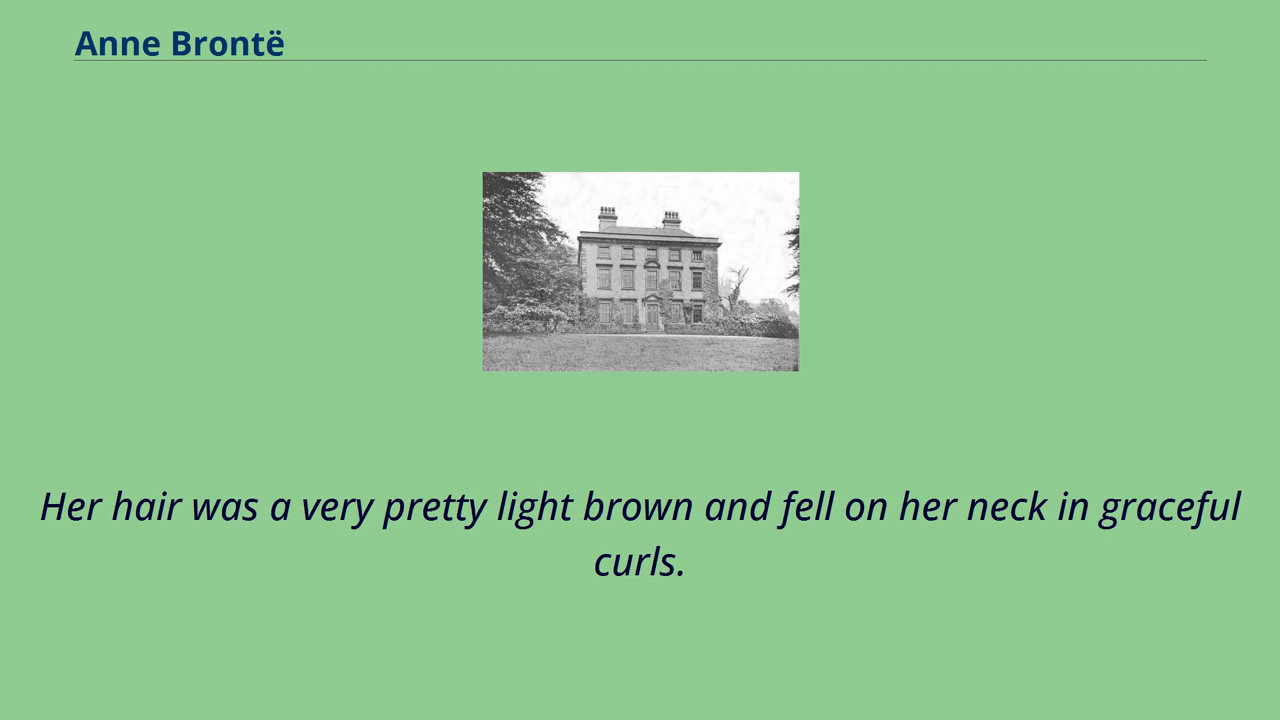 Anne Brontë
Her hair was a very pretty light brown and fell on her neck in graceful
curls.